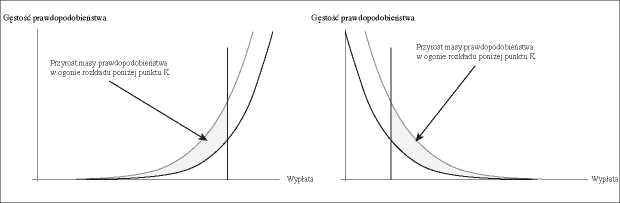 Gęstość prawdopodobieństwa
Przyrost masy prawdopodobieństwa
w ogonie rozkładu poniżej punktu K
Wypłata
Gęstość prawdopodobieństwa
Przyrost masy prawdopodobieństwa
w ogonie rozkładu poniżej punktu K
Wypłata